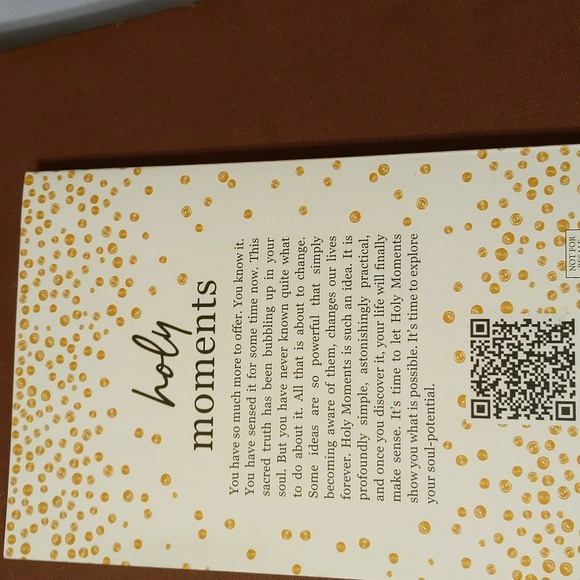 holy
moments
You have so much more to offer. You know it.
You have sensed it for some time now. This
sacred truth has been bubbling up in your
soul. But you have never known quite what
to do about it. All that is about to change.
Some ideas are so powerful that simply
becoming aware of them, changes our lives
forever. Holy Moments is such an idea. It is
profoundly simple, astonishingly practical,
and once you discover it, your life will finally
make sense. It's time to let Holy Moments
show you what is possible. It's time to explore
your soul-potential.
NOT FOR